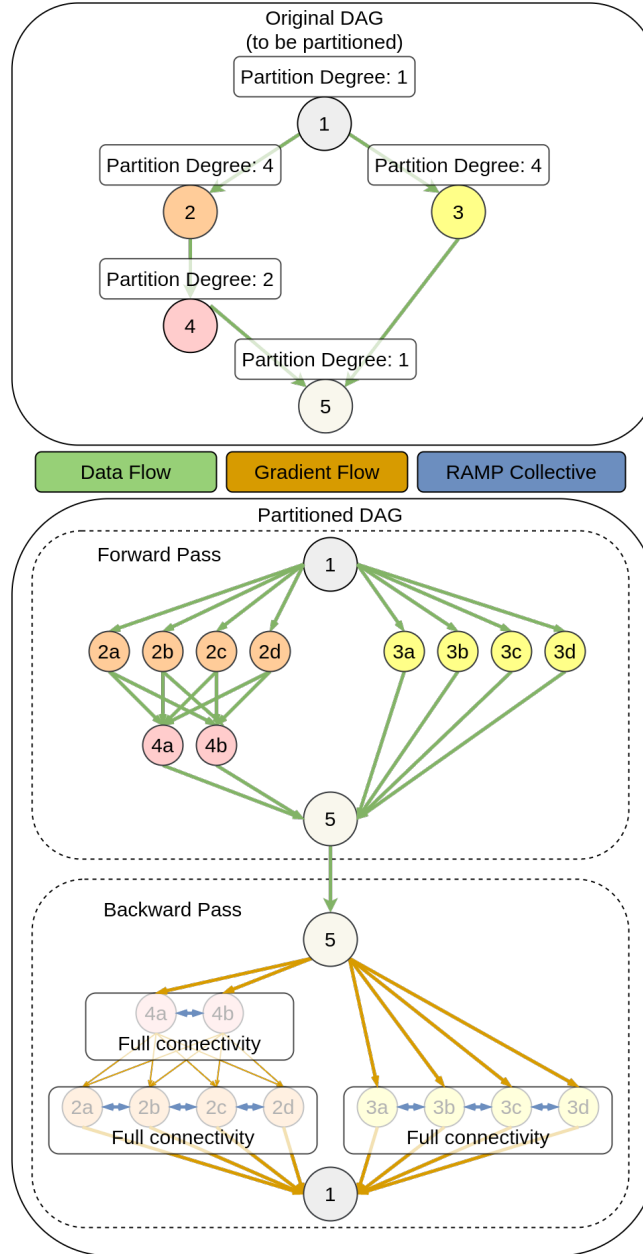 Original DAG
(to be partitioned)
Partition Degree: 1
1
Partition Degree: 4
Partition Degree: 4
2
3
Partition Degree: 2
4
Partition Degree: 1
5
Data Flow
Gradient Flow
RAMP Collective
Partitioned DAG
Forward Pass
1
2a
2b
2c
2d
3a
3b
3c
3d
4a
4b
5
Backward Pass
5
4a
4b
Full connectivity
2a
2b
2c
2d
3a
3b
3c
3d
Full connectivity
Full connectivity
1